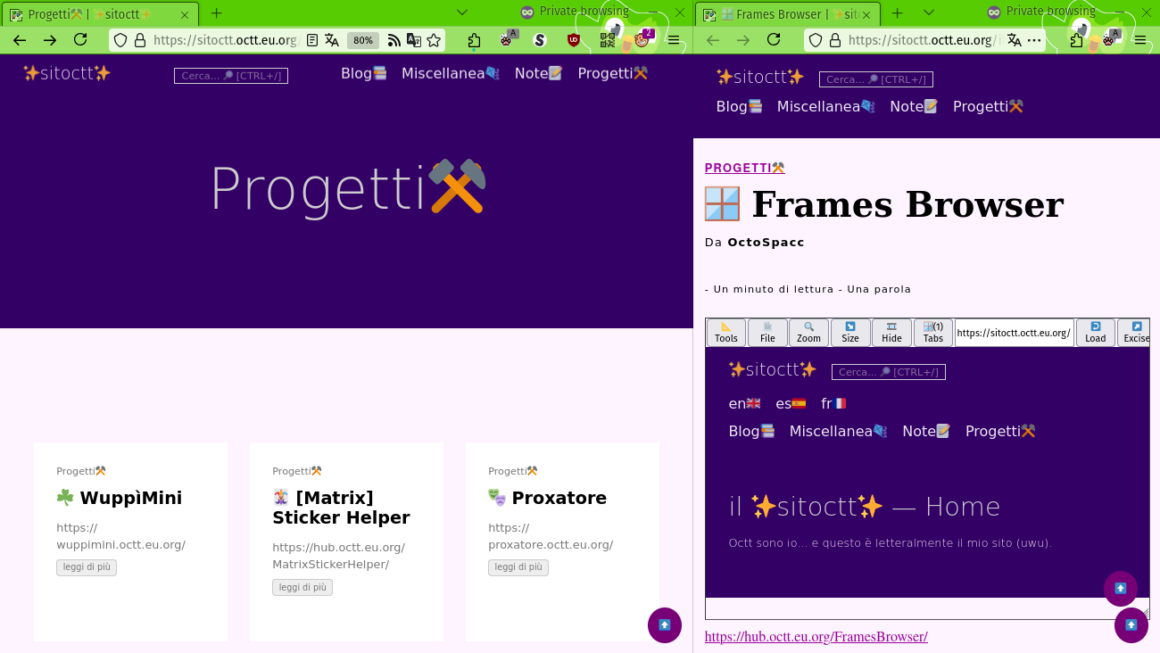 Progetti⚒️ | ✨sitoctt✨
Private browsing
https://sitoctt.octt.eu.org/
80%
A
2
✨sitoctt✨
Cerca... 🔎 [CTRL+/]
Blog📚 Miscellanea🎏 Note📝 Progetti⚒️
Progetti⚒️
Progetti⚒️
☘️ WuppìMini
https://
wuppimini.octt.eu.org/
leggi di più
Progetti⚒️
🃏 [Matrix]
Sticker Helper
https://hub.octt.eu.org/
MatrixStickerHelper/
leggi di più
Progetti⚒️
🎭 Proxatore
https://
proxatore.octt.eu.org/
leggi di più
🪟 Frames Browser | ✨sit
Private browsing
https://sitoctt.octt.eu.org/
A
✨sitoctt✨
Cerca... 🔎 [CTRL+/]
Blog📚 Miscellanea🎏 Note📝 Progetti⚒️
PROGETTI⚒️
🪟 Frames Browser
Da OctoSpacc
- Un minuto di lettura - Una parola
Tools File Zoom Size Hide (1) Tabs https://sitoctt.octt.eu.org/ Load Excise
✨sitoctt✨
Cerca... 🔎 [CTRL+/]
en🇬🇧 es🇪🇸 fr🇫🇷
Blog📚 Miscellanea🎏 Note📝 Progetti⚒️
il ✨sitoctt✨ — Home
Octt sono io... e questo è letteralmente il mio sito (uwu).
https://hub.octt.eu.org/FramesBrowser/